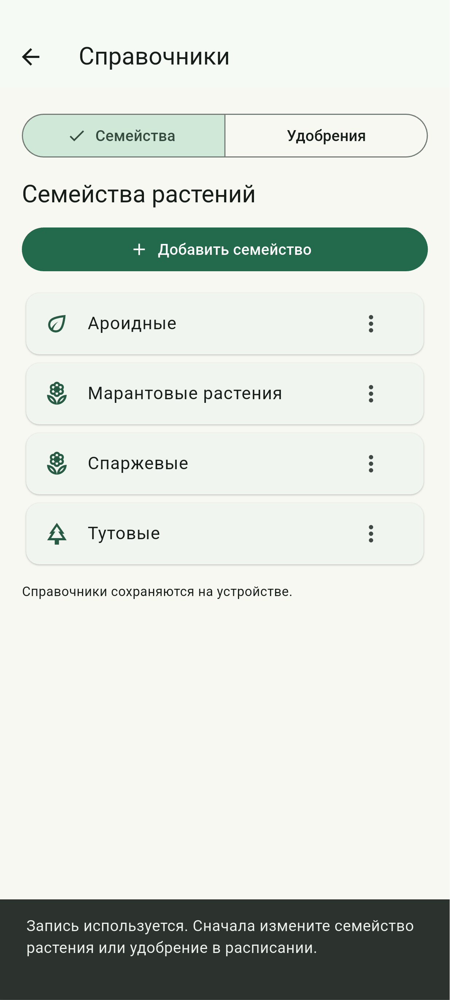 Справочники
Семейства
Удобрения
Семейства растений
Добавить семейство
Ароидные
Марантовые растения
Спаржевые
Тутовые
Справочники сохраняются на устройстве.
Запись используется. Сначала измените семейство
растения или удобрение в расписании.